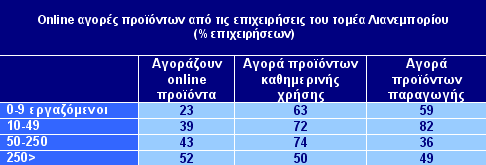 Online αγορές προϊόντων από τις επιχειρήσεις του τομέα Λιανεμπορίου
(% επιχειρήσεων)
Αγοράζουν online προϊόντα Αγορά προϊόντων καθημερινής χρήσης Αγορά προϊόντων παραγωγής
0-9 εργαζόμενοι 23 63 59
10-49 39 72 82
50-250 43 74 36
250> 52 50 49